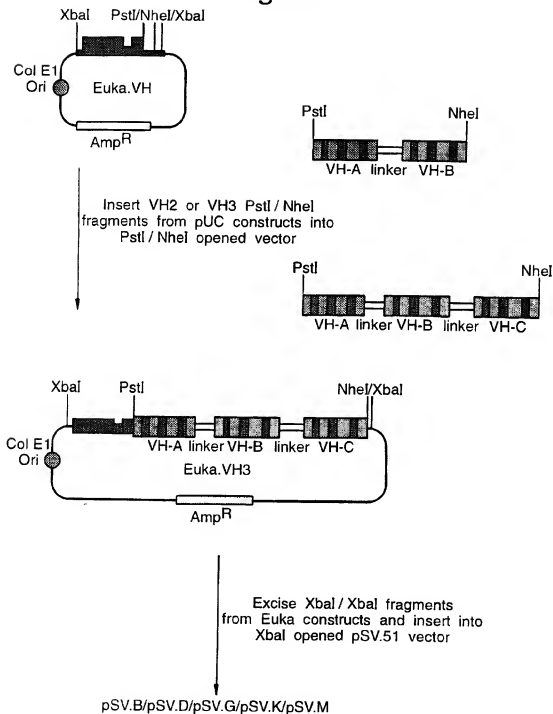 XbaI PstI/NheI/XbaI
Col E1
Ori
Euka.VH
AmpR
PstI
NheI
VH-A linker VH-B
Insert VH2 or VH3 PstI / NheI
fragments from pUC constructs into
PstI / NheI opened vector
PstI
NheI
VH-A linker VH-B linker VH-C
XbaI
PstI
NheI/XbaI
VH-A linker VH-B linker VH-C
Col E1
Ori
Euka.VH3
AmpR
Excise XbaI / XbaI fragments
from Euka constructs and insert into
XbaI opened pSV.51 vector
pSV.B/pSV.D/pSV.G/pSV.K/pSV.M